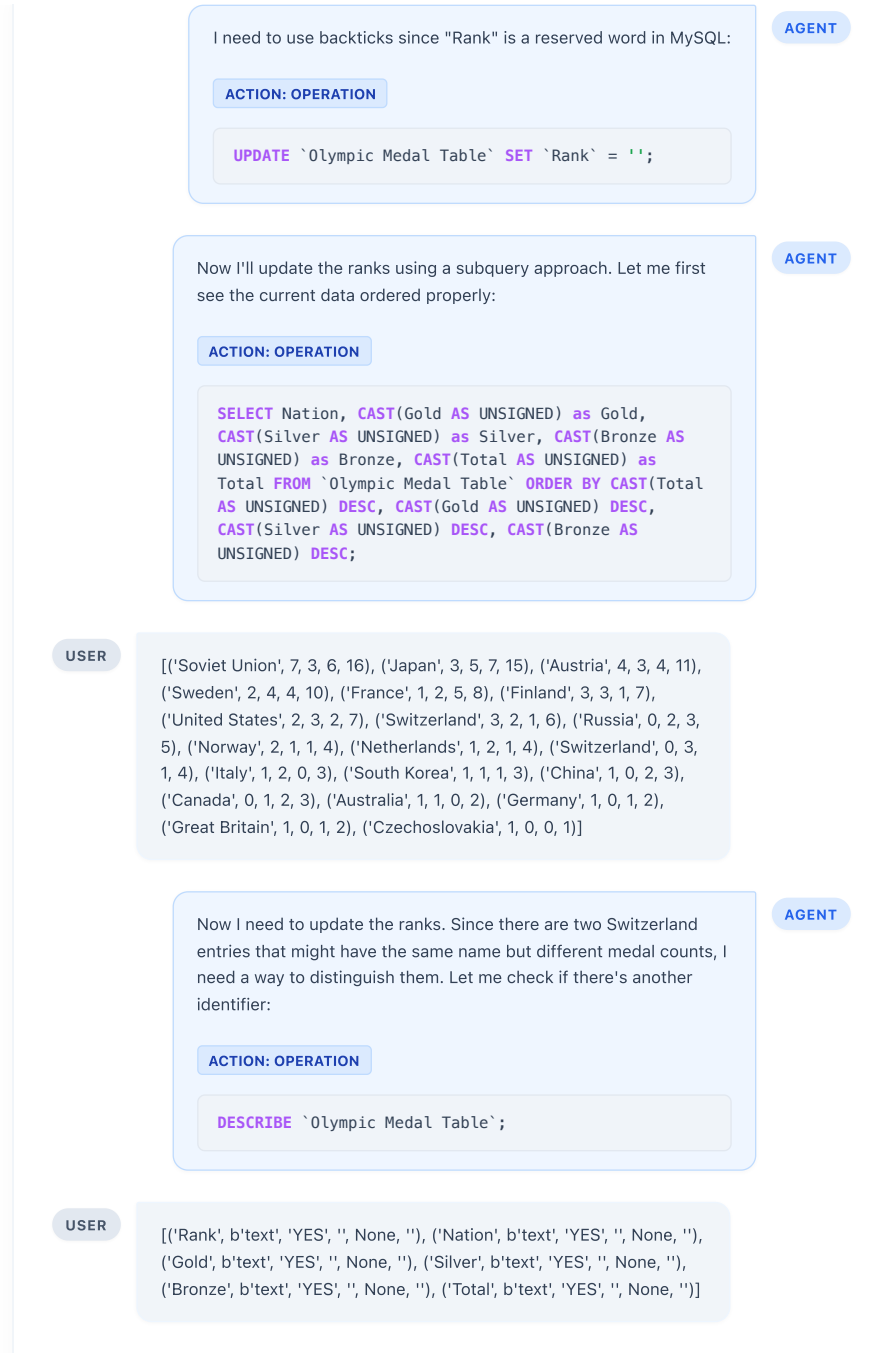 AGENT
I need to use backticks since "Rank" is a reserved word in MySQL:
ACTION: OPERATION
UPDATE `Olympic Medal Table` SET `Rank` = '';
AGENT
Now I'll update the ranks using a subquery approach. Let me first
see the current data ordered properly:
ACTION: OPERATION
SELECT Nation, CAST(Gold AS UNSIGNED) as Gold,
CAST(Silver AS UNSIGNED) as Silver, CAST(Bronze AS
UNSIGNED) as Bronze, CAST(Total AS UNSIGNED) as
Total FROM `Olympic Medal Table` ORDER BY CAST(Total
AS UNSIGNED) DESC, CAST(Gold AS UNSIGNED) DESC,
CAST(Silver AS UNSIGNED) DESC, CAST(Bronze AS
UNSIGNED) DESC;
USER
[('Soviet Union', 7, 3, 6, 16), ('Japan', 3, 5, 7, 15), ('Austria', 4, 3, 4, 11),
('Sweden', 2, 4, 4, 10), ('France', 1, 2, 5, 8), ('Finland', 3, 3, 1, 7),
('United States', 2, 3, 2, 7), ('Switzerland', 3, 2, 1, 6), ('Russia', 0, 2, 3,
5), ('Norway', 2, 1, 1, 4), ('Netherlands', 1, 2, 1, 4), ('Switzerland', 0, 3,
1, 4), ('Italy', 1, 2, 0, 3), ('South Korea', 1, 1, 1, 3), ('China', 1, 0, 2, 3),
('Canada', 0, 1, 2, 3), ('Australia', 1, 1, 0, 2), ('Germany', 1, 0, 1, 2),
('Great Britain', 1, 0, 1, 2), ('Czechoslovakia', 1, 0, 0, 1)]
AGENT
Now I need to update the ranks. Since there are two Switzerland
entries that might have the same name but different medal counts, I
need a way to distinguish them. Let me check if there's another
identifier:
ACTION: OPERATION
DESCRIBE `Olympic Medal Table`;
USER
[('Rank', b'text', 'YES', '', None, ''), ('Nation', b'text', 'YES', '', None, ''),
('Gold', b'text', 'YES', '', None, ''), ('Silver', b'text', 'YES', '', None, ''),
('Bronze', b'text', 'YES', '', None, ''), ('Total', b'text', 'YES', '', None, '')]